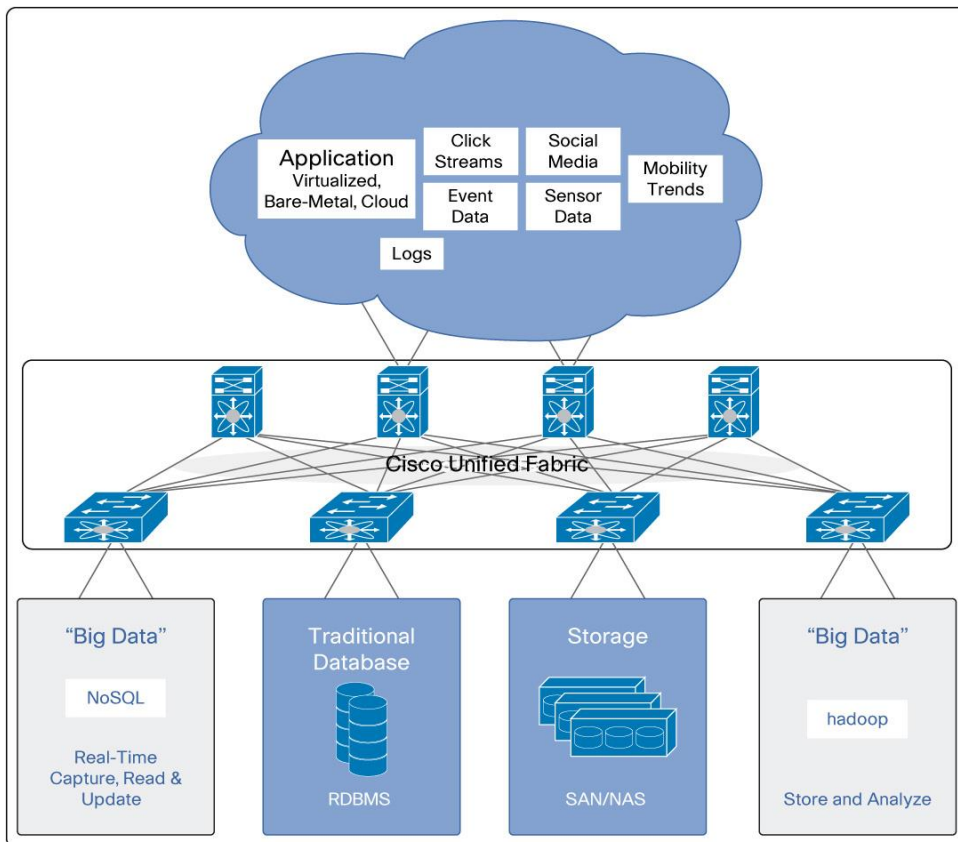 Application
Virtualized,
Bare-Metal, Cloud
Click
Streams
Social
Media
Mobility
Trends
Event
Data
Sensor
Data
Logs
Cisco Unified Fabric
“Big Data”
NoSQL
Real-Time
Capture, Read &
Update
Traditional
Database
RDBMS
Storage
SAN/NAS
“Big Data”
hadoop
Store and Analyze